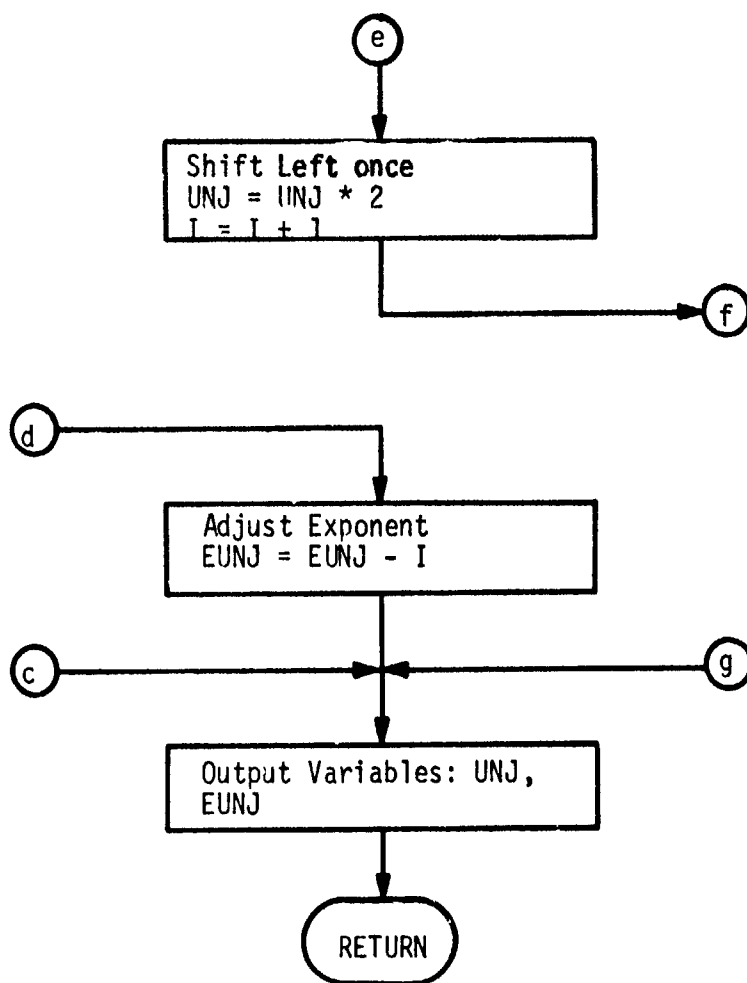 e
Shift Left once
UNJ = UNJ * 2
I = I + 1
f
d
Adjust Exponent
EUNJ = EUNJ - I
c
g
Output Variables: UNJ,
EUNJ
RETURN